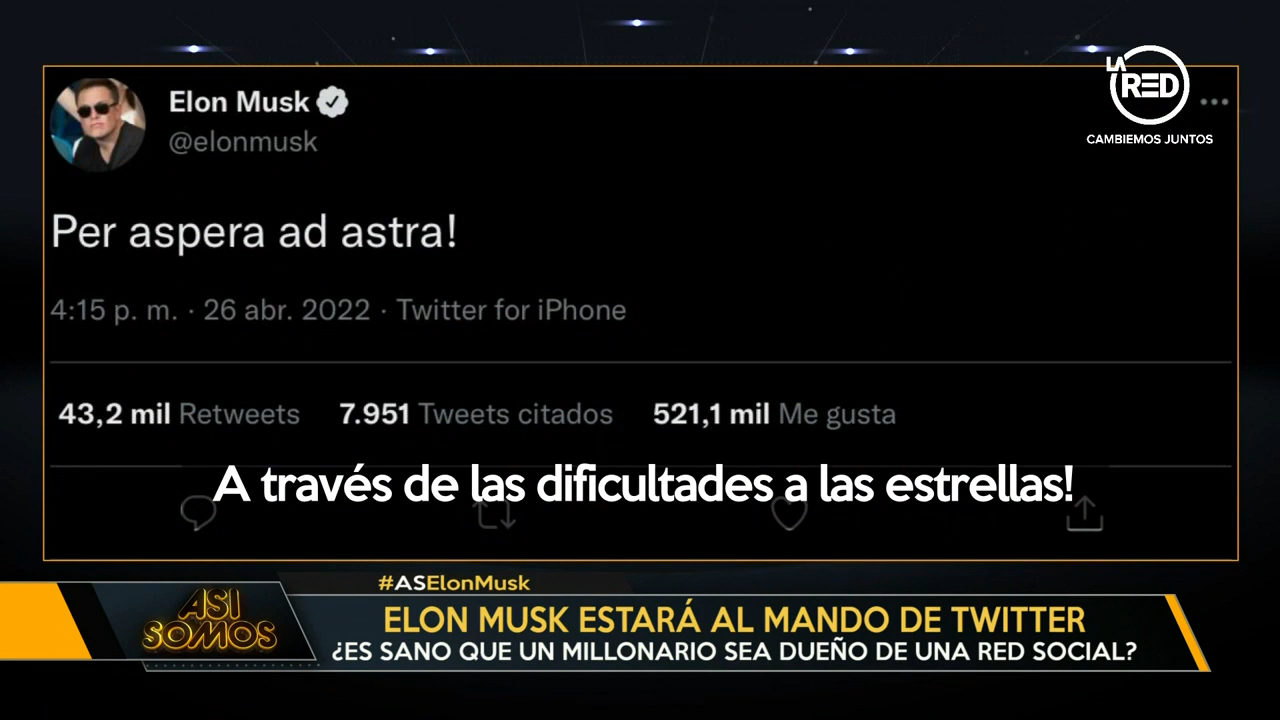 LA
RED
CAMBIEMOS JUNTOS
Elon Musk
@elonmusk
Per aspera ad astra!
4:15 p. m. · 26 abr. 2022 · Twitter for iPhone
43,2 mil Retweets 7.951 Tweets citados 521,1 mil Me gusta
A través de las dificultades a las estrellas!
#ASElonMusk
ASI
SOMOS
ELON MUSK ESTARÁ AL MANDO DE TWITTER
¿ES SANO QUE UN MILLONARIO SEA DUEÑO DE UNA RED SOCIAL?